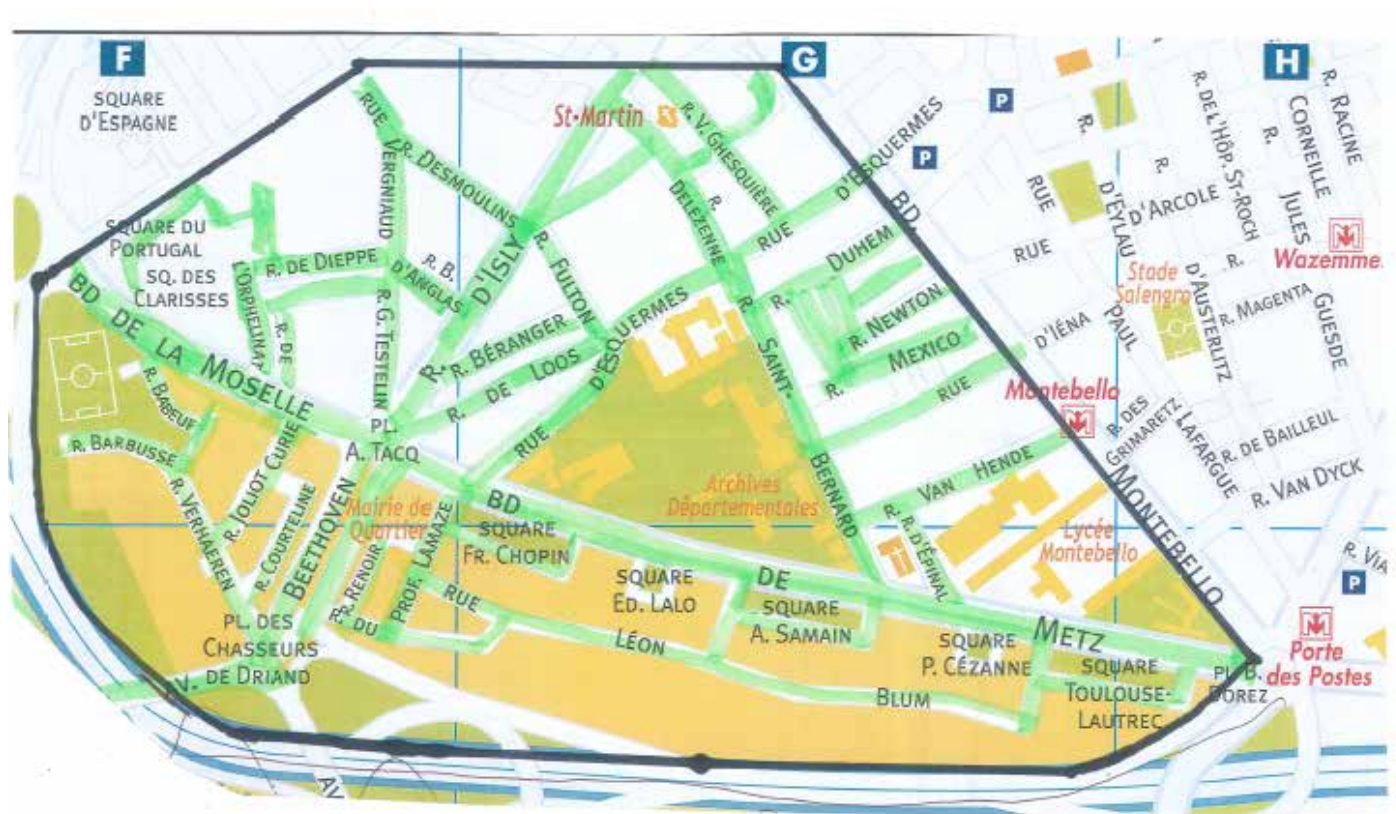 F
G
H
SQUARE
D'ESPAGNE
St-Martin
R. V. GHESQUIÈRE
D'ESQUERMES
P
P
R.
R. DE L'HÔP. ST-ROCH
R.
CORNEILLE
R. RACINE
RUE
VERGNIAUD
R. DESMOULINS
DELEZENNE
R.
BD.
RUE
D'EYLAU
R.
D'ARCOLE
JULES
GUESDE
Wazemme
SQUARE DU
PORTUGAL
SQ. DES
CLARISSES
R. DE DIEPPE
L'ORPHELINAT
R. DE
D'ANGLAS
R. B.
R.
D'ISLY
R.
FULTON
RUE
R.
DUHEM
RUE
Stade
Salengro
R.
D'AUSTERLITZ
R. MAGENTA
BD
DE
LA
MOSELLE
R. G. TESTELIN
R. BÉRANGER
R. DE LOOS
D'ESQUERMES
RUE
R.
SAINT-
BERNARD
R. NEWTON
R.
MEXICO
RUE
D'IÉNA
PAUL
LAFARGUE
Montebello
R. DES
GRIMARETZ
R. DE BAILLEUL
R. VAN DYCK
R. BABEUF
R. BARBUSSE
R. VERHAEREN
R. JOLIOT CURIE
R. COURTELINE
BEETHOVEN
PL.
A. TACQ
Mairie de
Quartier
R. RENOIR
PROF. LAMAZE
R. DU
BD
DE
METZ
SQUARE
FR. CHOPIN
Archives
Départementales
R.
VAN HENDE
R. D'ÉPINAL
Lycée
Montebello
MONTEBELLO
R. VIA
P
SQUARE
ED. LALO
SQUARE
A. SAMAIN
SQUARE
P. CÉZANNE
SQUARE
TOULOUSE-
LAUTREC
RUE
LÉON
BLUM
PL. B.
DOREZ
Porte
des Postes
PL. DES
CHASSEURS
DE DRIAND
AV.
AV